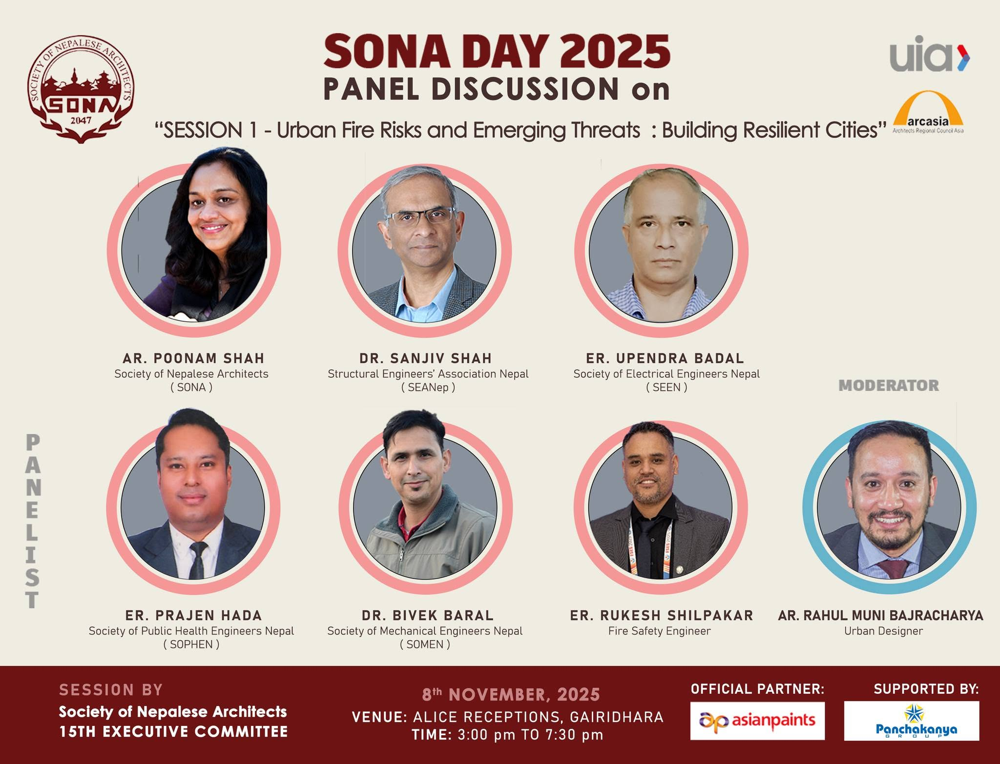 SOCIETY OF NEPALESE ARCHITECTS
SONA
2047
SONA DAY 2025
PANEL DISCUSSION on
“SESSION 1 - Urban Fire Risks and Emerging Threats : Building Resilient Cities”
uia
arcasia
Architects Regional Council Asia
AR. POONAM SHAH
Society of Nepalese Architects
( SONA )
DR. SANJIV SHAH
Structural Engineers’ Association Nepal
( SEANep )
ER. UPENDRA BADAL
Society of Electrical Engineers Nepal
( SEEN )
MODERATOR
PANELIST
FSES 2025
2025
ER. PRAJEN HADA
Society of Public Health Engineers Nepal
( SOPHEN )
DR. BIVEK BARAL
Society of Mechanical Engineers Nepal
( SOMEN )
ER. RUKESH SHILPAKAR
Fire Safety Engineer
AR. RAHUL MUNI BAJRACHARYA
Urban Designer
SESSION BY
Society of Nepalese Architects
15TH EXECUTIVE COMMITTEE
8th NOVEMBER, 2025
VENUE: ALICE RECEPTIONS, GAIRIDHARA
TIME: 3:00 pm TO 7:30 pm
OFFICIAL PARTNER:
ap asianpaints
SUPPORTED BY:
Panchakanya
GROUP